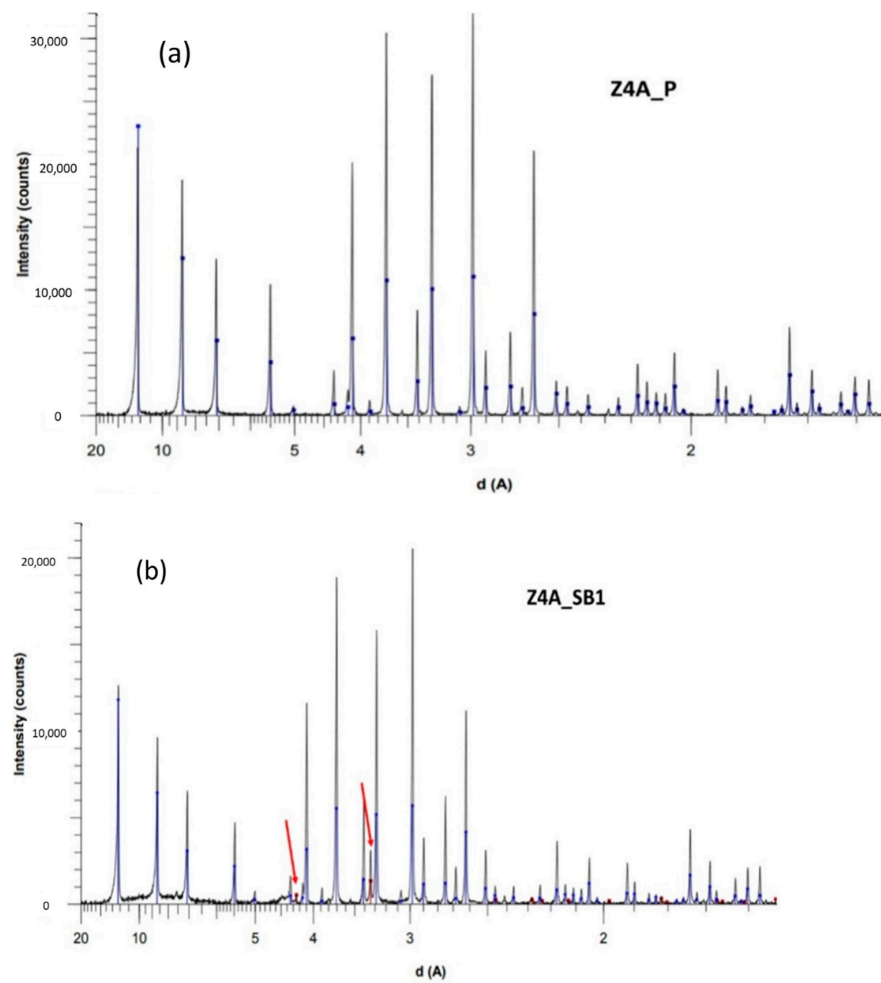 (a)
Z4A_P
Intensity (counts)
30,000
20,000
10,000
0
20 10 5 4 3 2
d (A)
(b)
Z4A_SB1
Intensity (counts)
20,000
10,000
0
20 10 5 4 3 2
d (A)